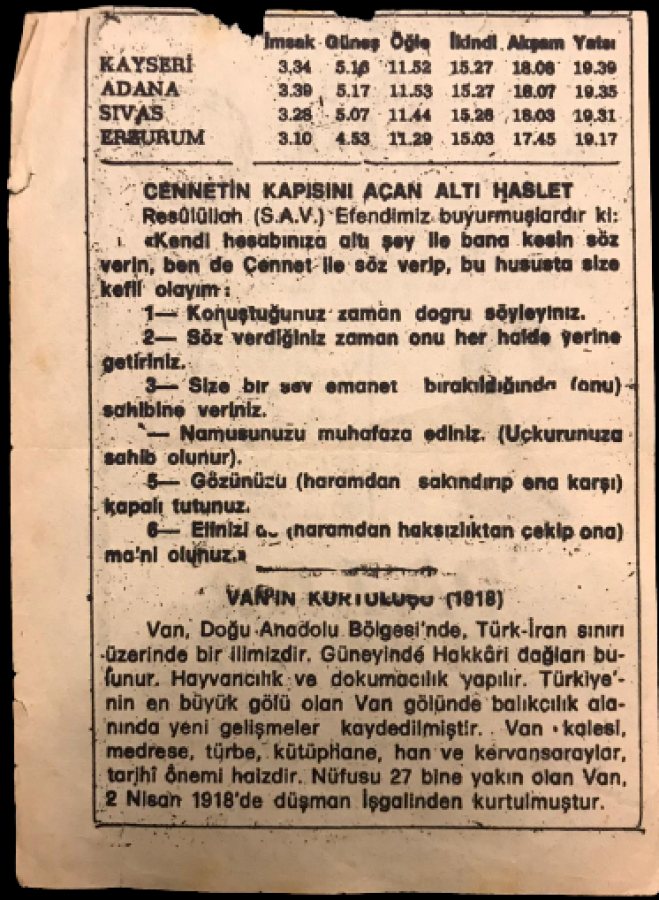 İmsak Güneş Öğle İkindi Akşam Yatsı
KAYSERİ 3.34 5.16 11.52 15.27 18.08 19.39
ADANA 3.39 5.17 11.53 15.27 18.07 19.35
SIVAS 3.28 5.07 11.44 15.26 18.03 19.31
ERZURUM 3.10 4.53 11.29 15.03 17.45 19.17
CENNETİN KAPISINI AÇAN ALTI HASLET
Resûlüllah (S.A.V.) Efendimiz buyurmuşlardır ki:
«Kendi hesabınıza altı şey ile bana kesin söz
verin, ben de Cennet ile söz verip, bu hususta size
kefil olayım:
1— Konuştuğunuz zaman dogru söyleyiniz.
2— Söz verdiğiniz zaman onu her halde yerine
getiriniz.
3— Size bir şey emanet bırakıldığında (onu)
sahibine veriniz.
— Namusunuzu muhafaza ediniz. (Uçkurunuza
sahib olunur).
5— Gözünüzü (haramdan sakındırıp ona karşı)
kapalı tutunuz.
6— Elinizi (haramdan haksızlıktan çekip ona)
ma'ni olunuz.»
VAN'IN KURTULUŞU (1918)
Van, Doğu Anadolu Bölgesi'nde, Türk-İran sınırı
üzerinde bir ilimizdir. Güneyinde Hakkâri dağları bu-
lunur. Hayvancılık ve dokumacılık yapılır. Türkiye'-
nin en büyük gölü olan Van gölünde balıkçılık ala-
nında yeni gelişmeler kaydedilmiştir. Van kalesi,
medrese, türbe, kütüphane, han ve kervansaraylar,
tarihî önemi haizdir. Nüfusu 27 bine yakın olan Van,
2 Nisan 1918'de düşman işgalinden kurtulmuştur.